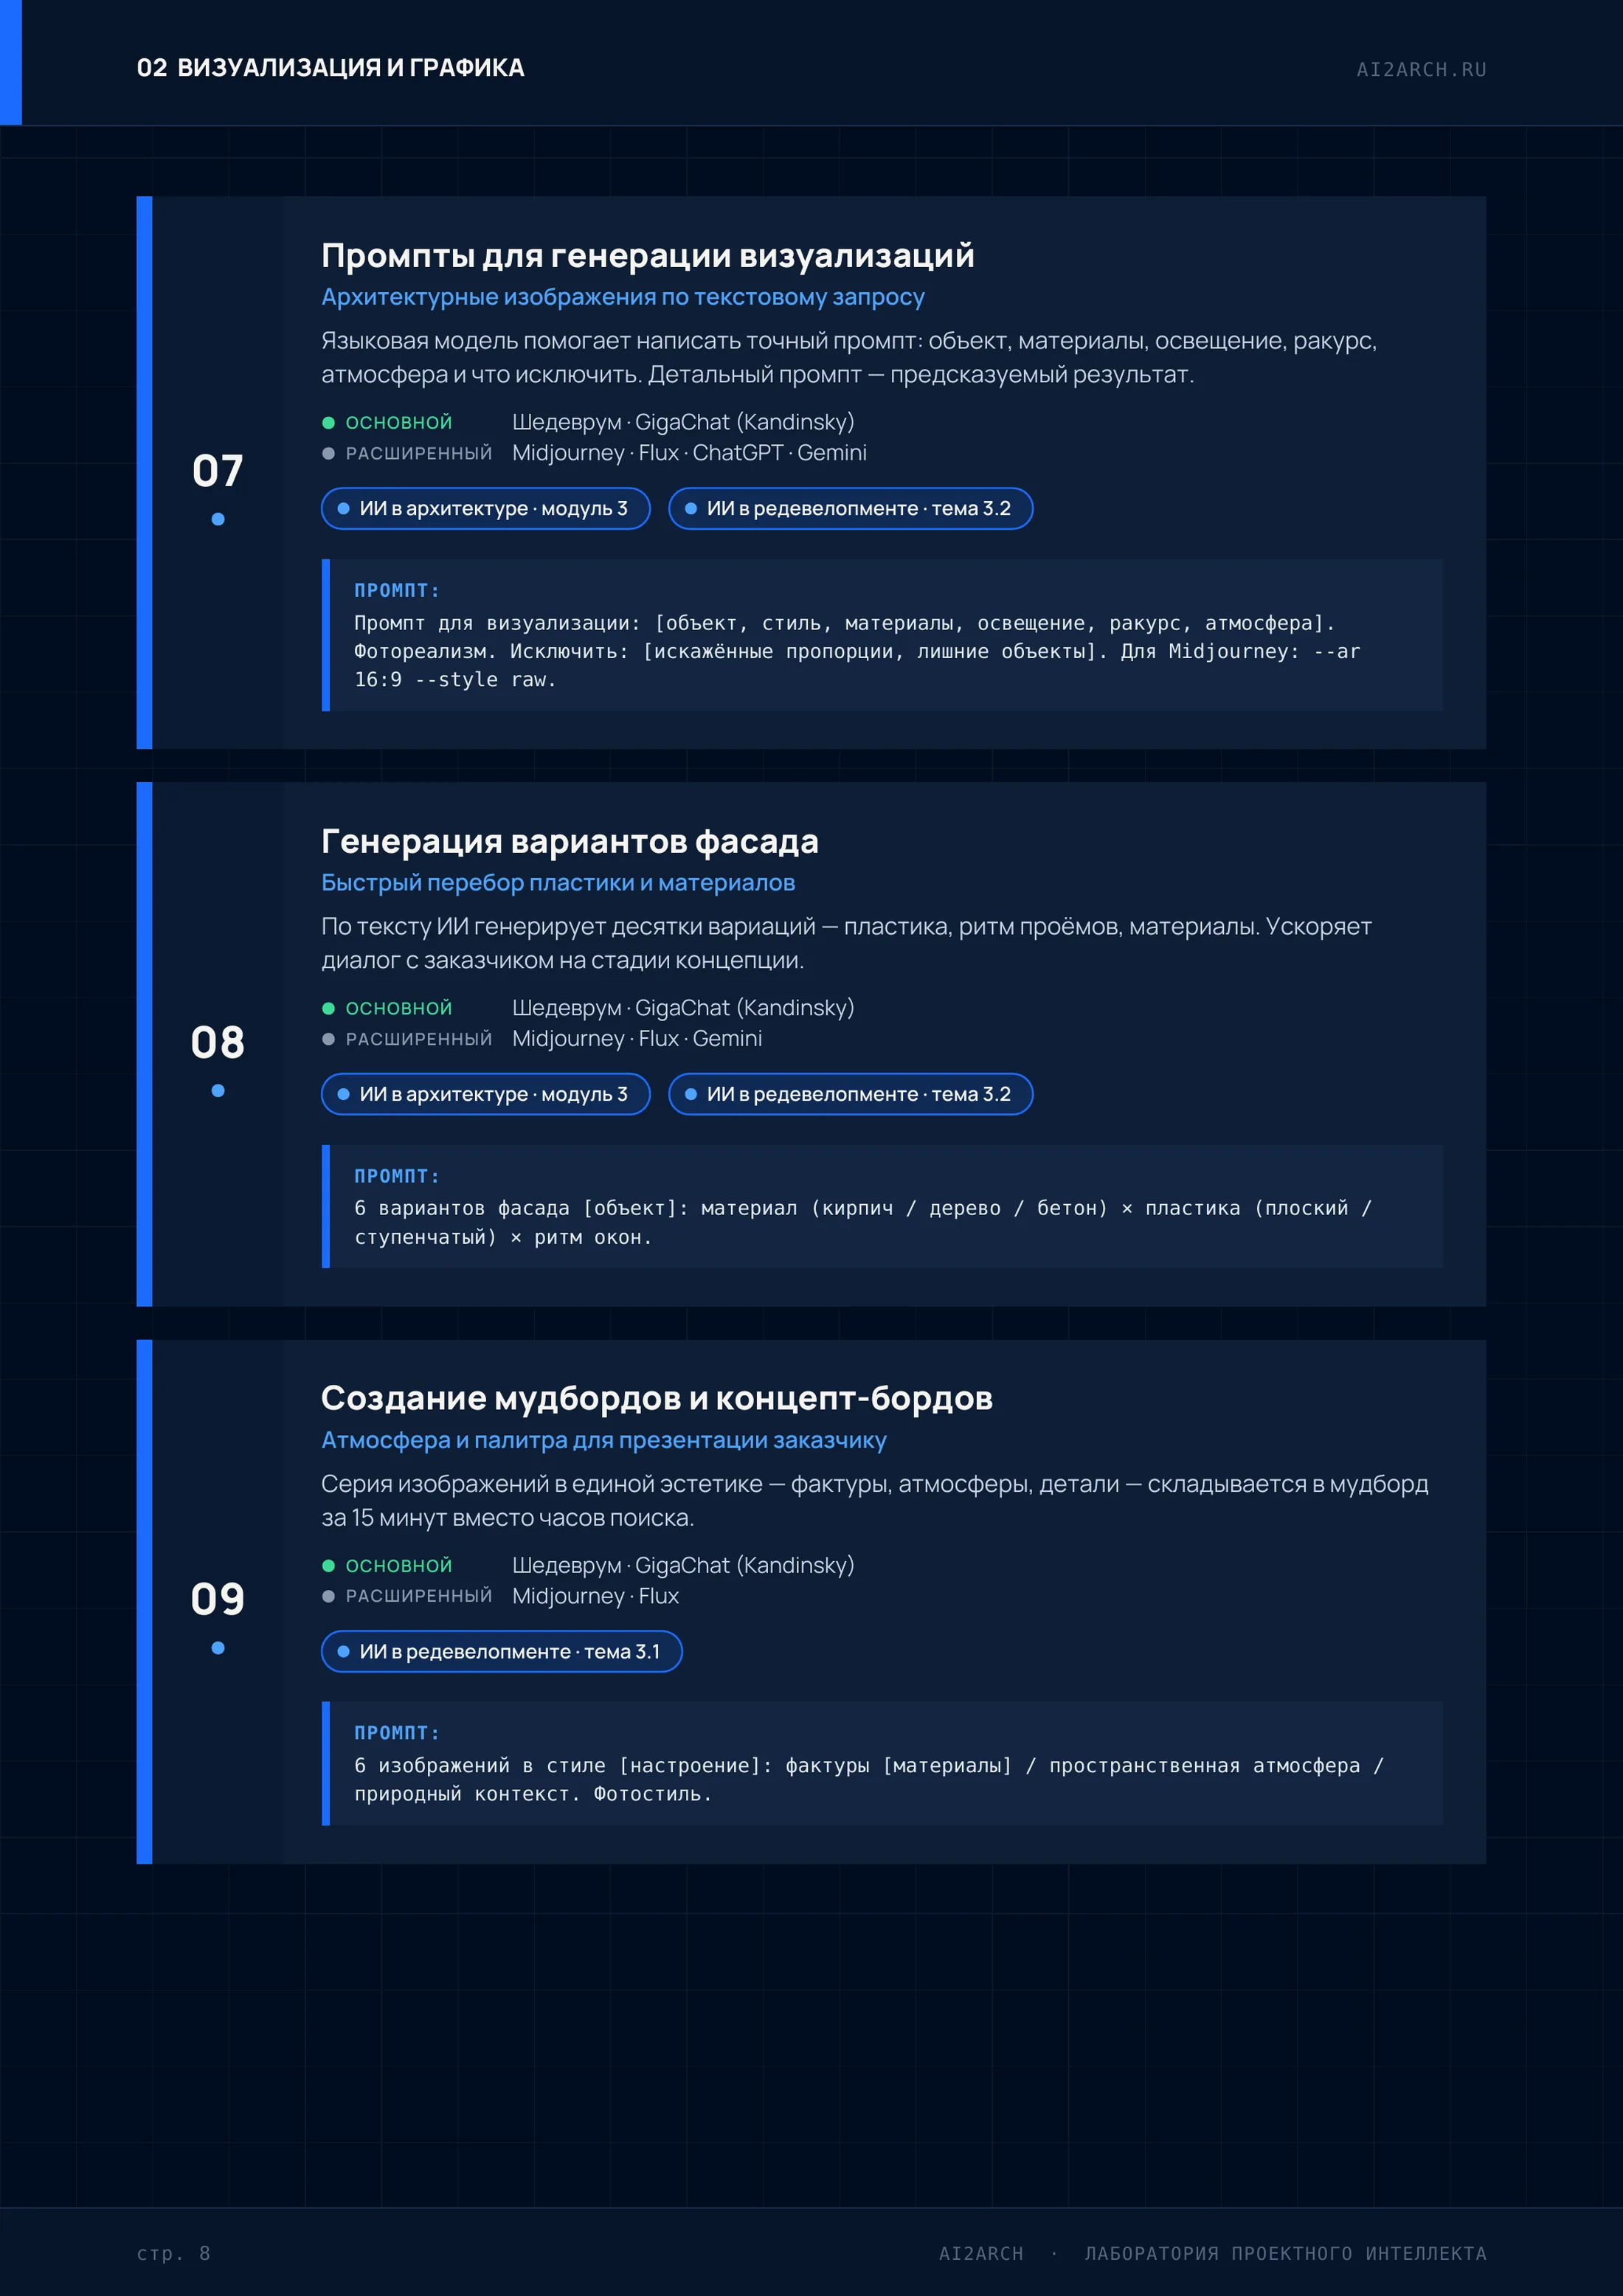 02 ВИЗУАЛИЗАЦИЯ И ГРАФИКА
AI2ARCH.RU
07
Промпты для генерации визуализаций
Архитектурные изображения по текстовому запросу
Языковая модель помогает написать точный промпт: объект, материалы, освещение, ракурс,
атмосфера и что исключить. Детальный промпт — предсказуемый результат.
ОСНОВНОЙ Шедеврум · GigaChat (Kandinsky)
РАСШИРЕННЫЙ Midjourney · Flux · ChatGPT · Gemini
ИИ в архитектуре · модуль 3
ИИ в редевелопменте · тема 3.2
ПРОМПТ:
Промпт для визуализации: [объект, стиль, материалы, освещение, ракурс, атмосфера].
Фотореализм. Исключить: [искажённые пропорции, лишние объекты]. Для Midjourney: --ar
16:9 --style raw.
08
Генерация вариантов фасада
Быстрый перебор пластики и материалов
По тексту ИИ генерирует десятки вариаций — пластика, ритм проёмов, материалы. Ускоряет
диалог с заказчиком на стадии концепции.
ОСНОВНОЙ Шедеврум · GigaChat (Kandinsky)
РАСШИРЕННЫЙ Midjourney · Flux · Gemini
ИИ в архитектуре · модуль 3
ИИ в редевелопменте · тема 3.2
ПРОМПТ:
6 вариантов фасада [объект]: материал (кирпич / дерево / бетон) × пластика (плоский /
ступенчатый) × ритм окон.
09
Создание мудбордов и концепт-бордов
Атмосфера и палитра для презентации заказчику
Серия изображений в единой эстетике — фактуры, атмосферы, детали — складывается в мудборд
за 15 минут вместо часов поиска.
ОСНОВНОЙ Шедеврум · GigaChat (Kandinsky)
РАСШИРЕННЫЙ Midjourney · Flux
ИИ в редевелопменте · тема 3.1
ПРОМПТ:
6 изображений в стиле [настроение]: фактуры [материалы] / пространственная атмосфера /
природный контекст. Фотостиль.
стр. 8
AI2ARCH · ЛАБОРАТОРИЯ ПРОЕКТНОГО ИНТЕЛЛЕКТА